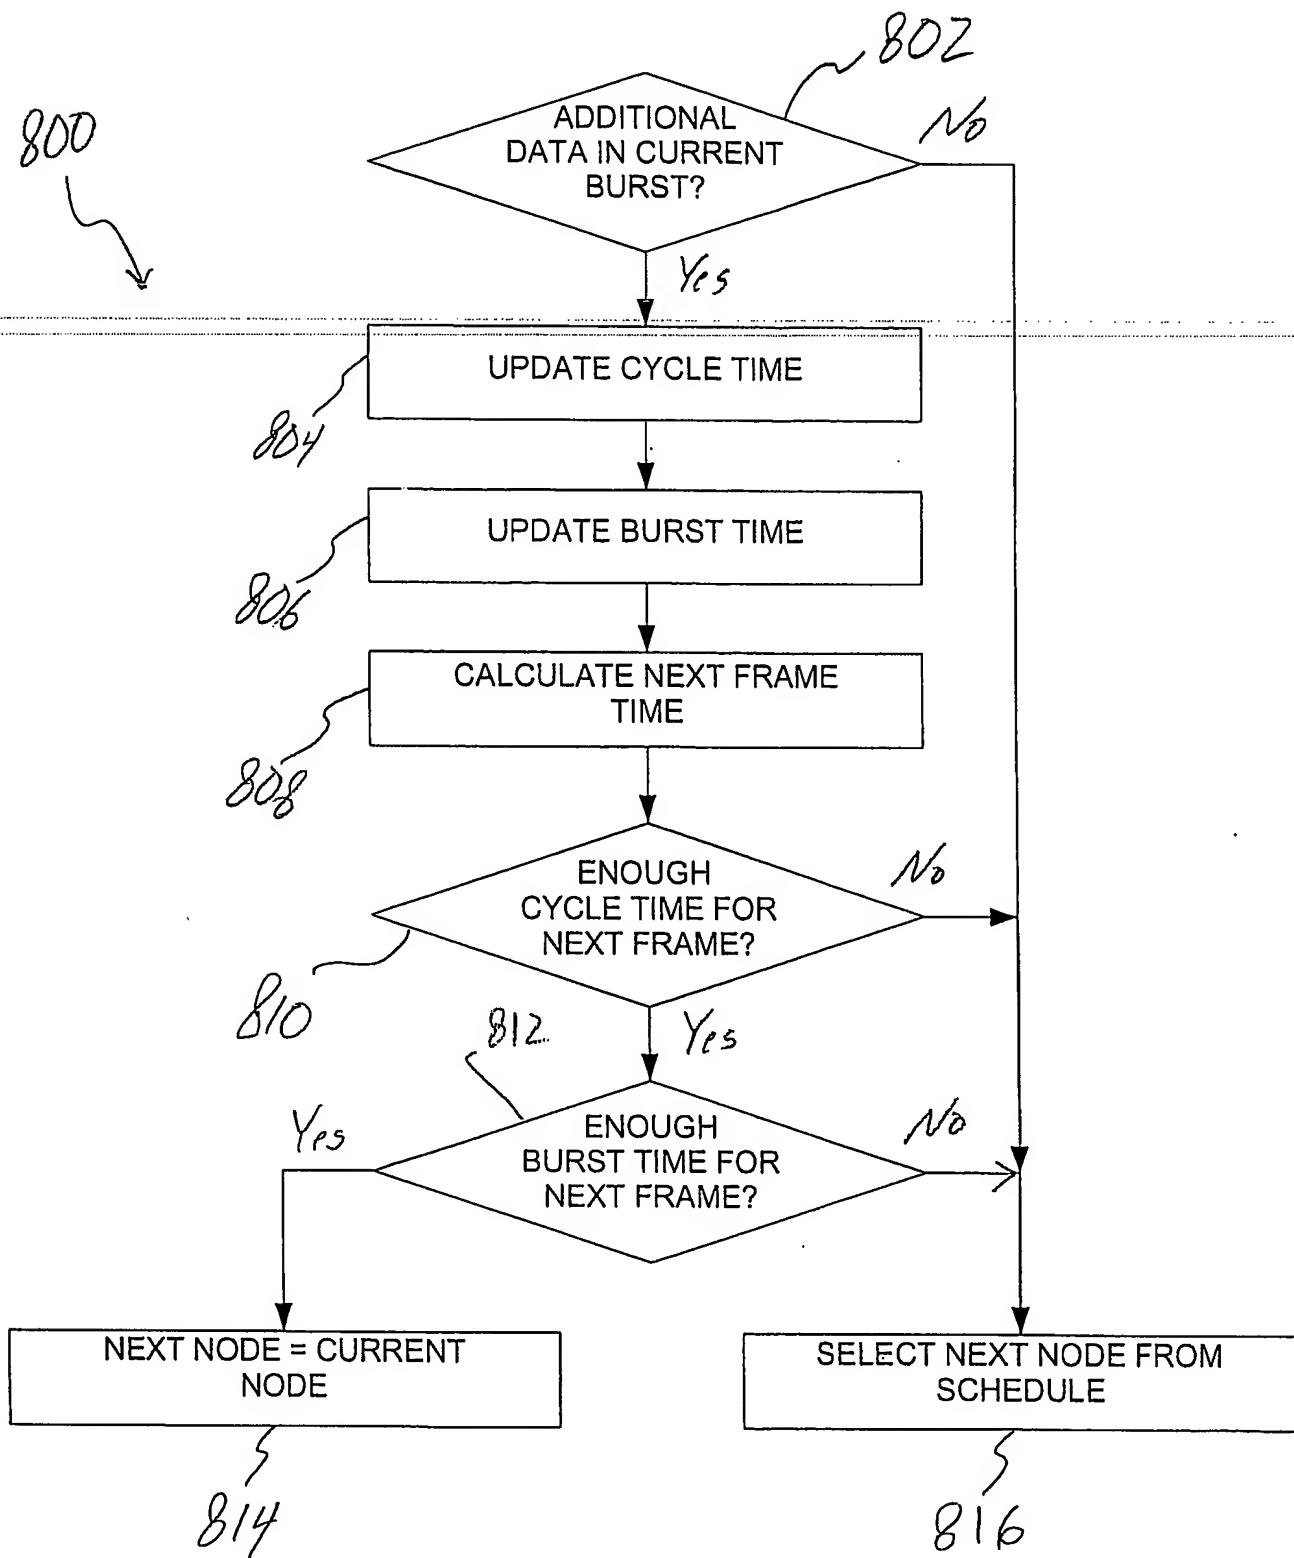 802
800
ADDITIONAL
DATA IN CURRENT
BURST?
No
Yes
UPDATE CYCLE TIME
804
UPDATE BURST TIME
806
CALCULATE NEXT FRAME
TIME
808
ENOUGH
CYCLE TIME FOR
NEXT FRAME?
No
810
Yes
812
ENOUGH
BURST TIME FOR
NEXT FRAME?
Yes
No
NEXT NODE = CURRENT
NODE
SELECT NEXT NODE FROM
SCHEDULE
814
816